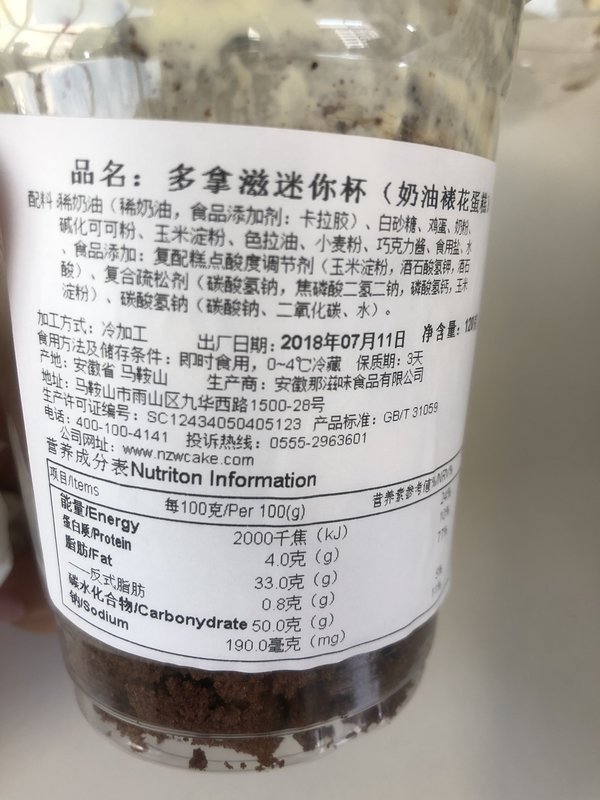 品名：多拿滋迷你杯（奶油裱花蛋糕）
配料：稀奶油（稀奶油，食品添加剂：卡拉胶）、白砂糖、鸡蛋、奶粉、
碱化可可粉、玉米淀粉、色拉油、小麦粉、巧克力酱、食用盐、水
、食品添加：复配糕点酸度调节剂（玉米淀粉，酒石酸氢钾，酒石
酸）、复合疏松剂（碳酸氢钠，焦磷酸二氢二钠，磷酸氢钙，玉米
淀粉）、碳酸氢钠（碳酸钠、二氧化碳、水）。
加工方式：冷加工 出厂日期：2018年07月11日 净含量：
食用方法及储存条件：即时食用，0~4℃冷藏 保质期：3天
产地：安徽省 马鞍山 生产商：安徽那滋味食品有限公司
地址：马鞍山市雨山区九华西路1500-28号
生产许可证编号：SC12434050405123 产品标准：GB/T 31059
电话：400-100-4141 投诉热线：0555-2963601
公司网址：www.nzwcake.com
营养成分表Nutriton Information
项目/Items 每100克/Per 100(g) 营养素参考值%/NRV%
能量/Energy 2000千焦（kJ）
蛋白质/Protein 4.0克（g）
脂肪/Fat 33.0克（g） 77%
——反式脂肪 0.8克（g）
碳水化合物/Carbonydrate 50.0克（g）
钠/Sodium 190.0毫克（mg）